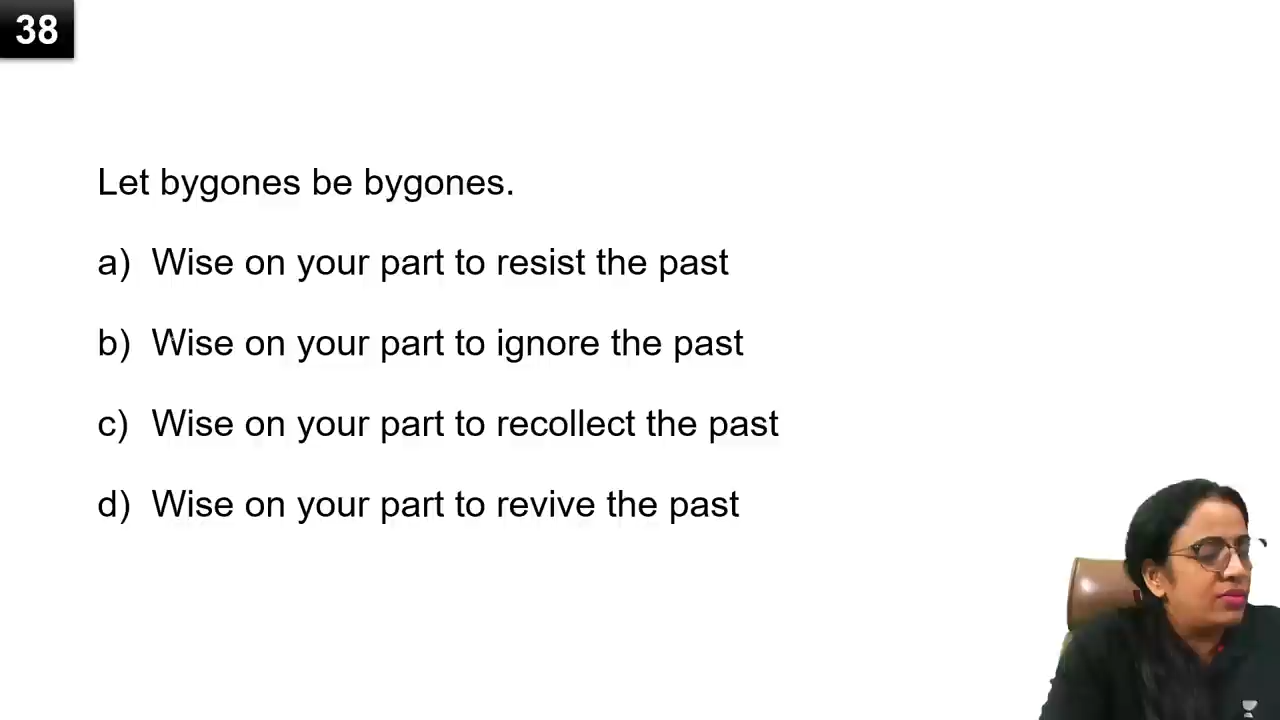 38
Let bygones be bygones.
a) Wise on your part to resist the past
b) Wise on your part to ignore the past
c) Wise on your part to recollect the past
d) Wise on your part to revive the past